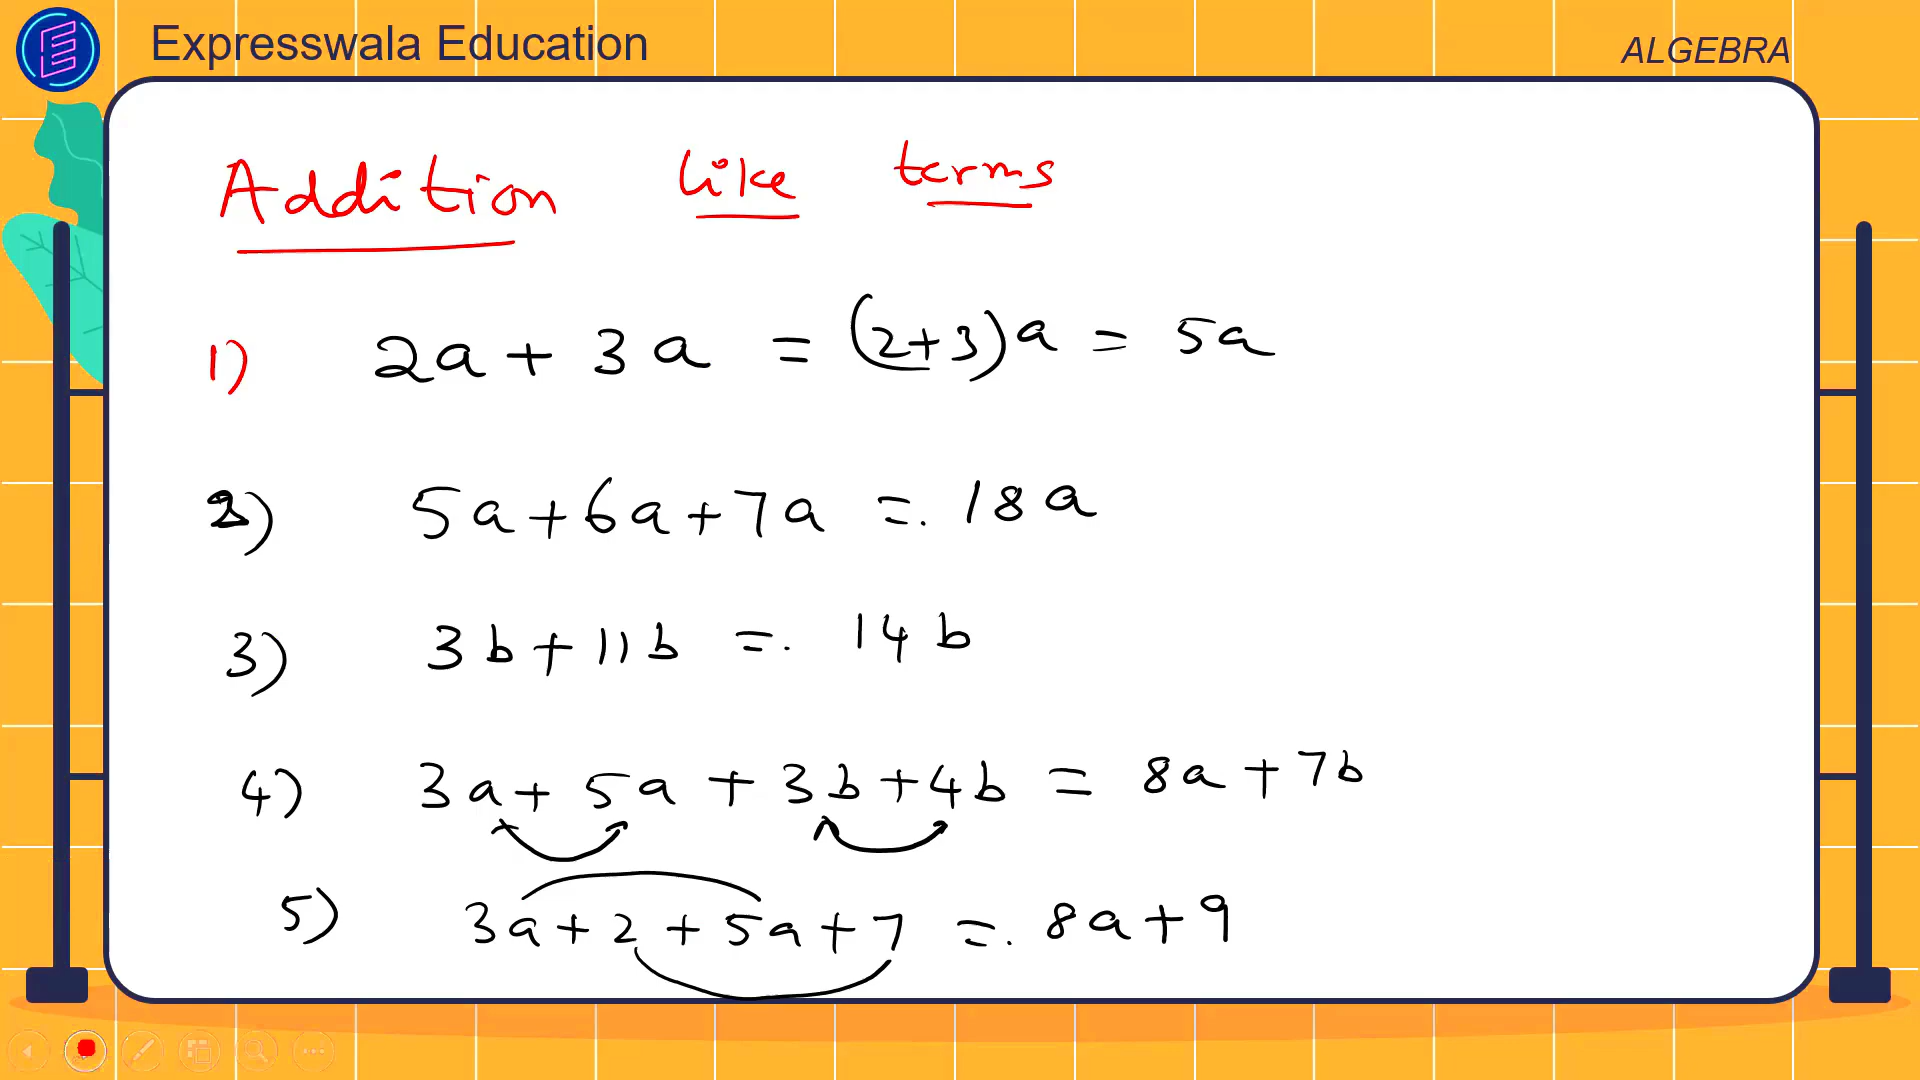 Expresswala Education
ALGEBRA
Addition like terms
1) 2a + 3a = (2+3)a = 5a
2) 5a + 6a + 7a =. 18a
3) 3b + 11b =. 14b
4) 3a + 5a + 3b + 4b = 8a + 7b
5) 3a + 2 + 5a + 7 =. 8a + 9